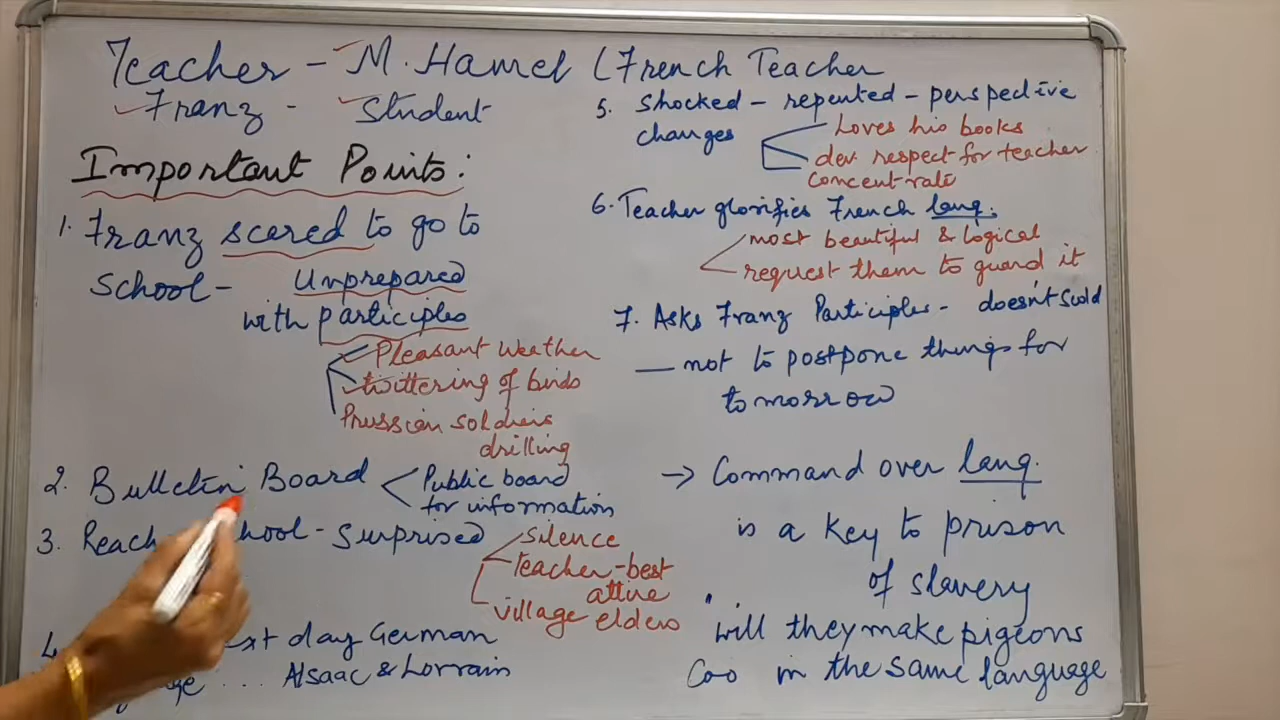 Teacher - M. Hamel (French Teacher
Franz - Student
Important Points:
1. Franz scared to go to
School - Unprepared
with participles
Pleasant weather
twittering of birds
Prussian soldiers
drilling
2. Bulletin Board
Public board
for information
3. School - Surprised
silence
teacher - best
attire
village elders
4. day German
... Alsaac & Lorrain
5. Shocked - repented - perspective
changes
Loves his books
dev. respect for teacher
concentrate
6. Teacher glorifies French lang.
most beautiful & logical
request them to guard it
7. Asks Franz Participles - doesn't scold
— not to postpone things for
tomorrow
→ Command over lang.
is a key to prison
of slavery
will they make pigeons
Coo in the same language